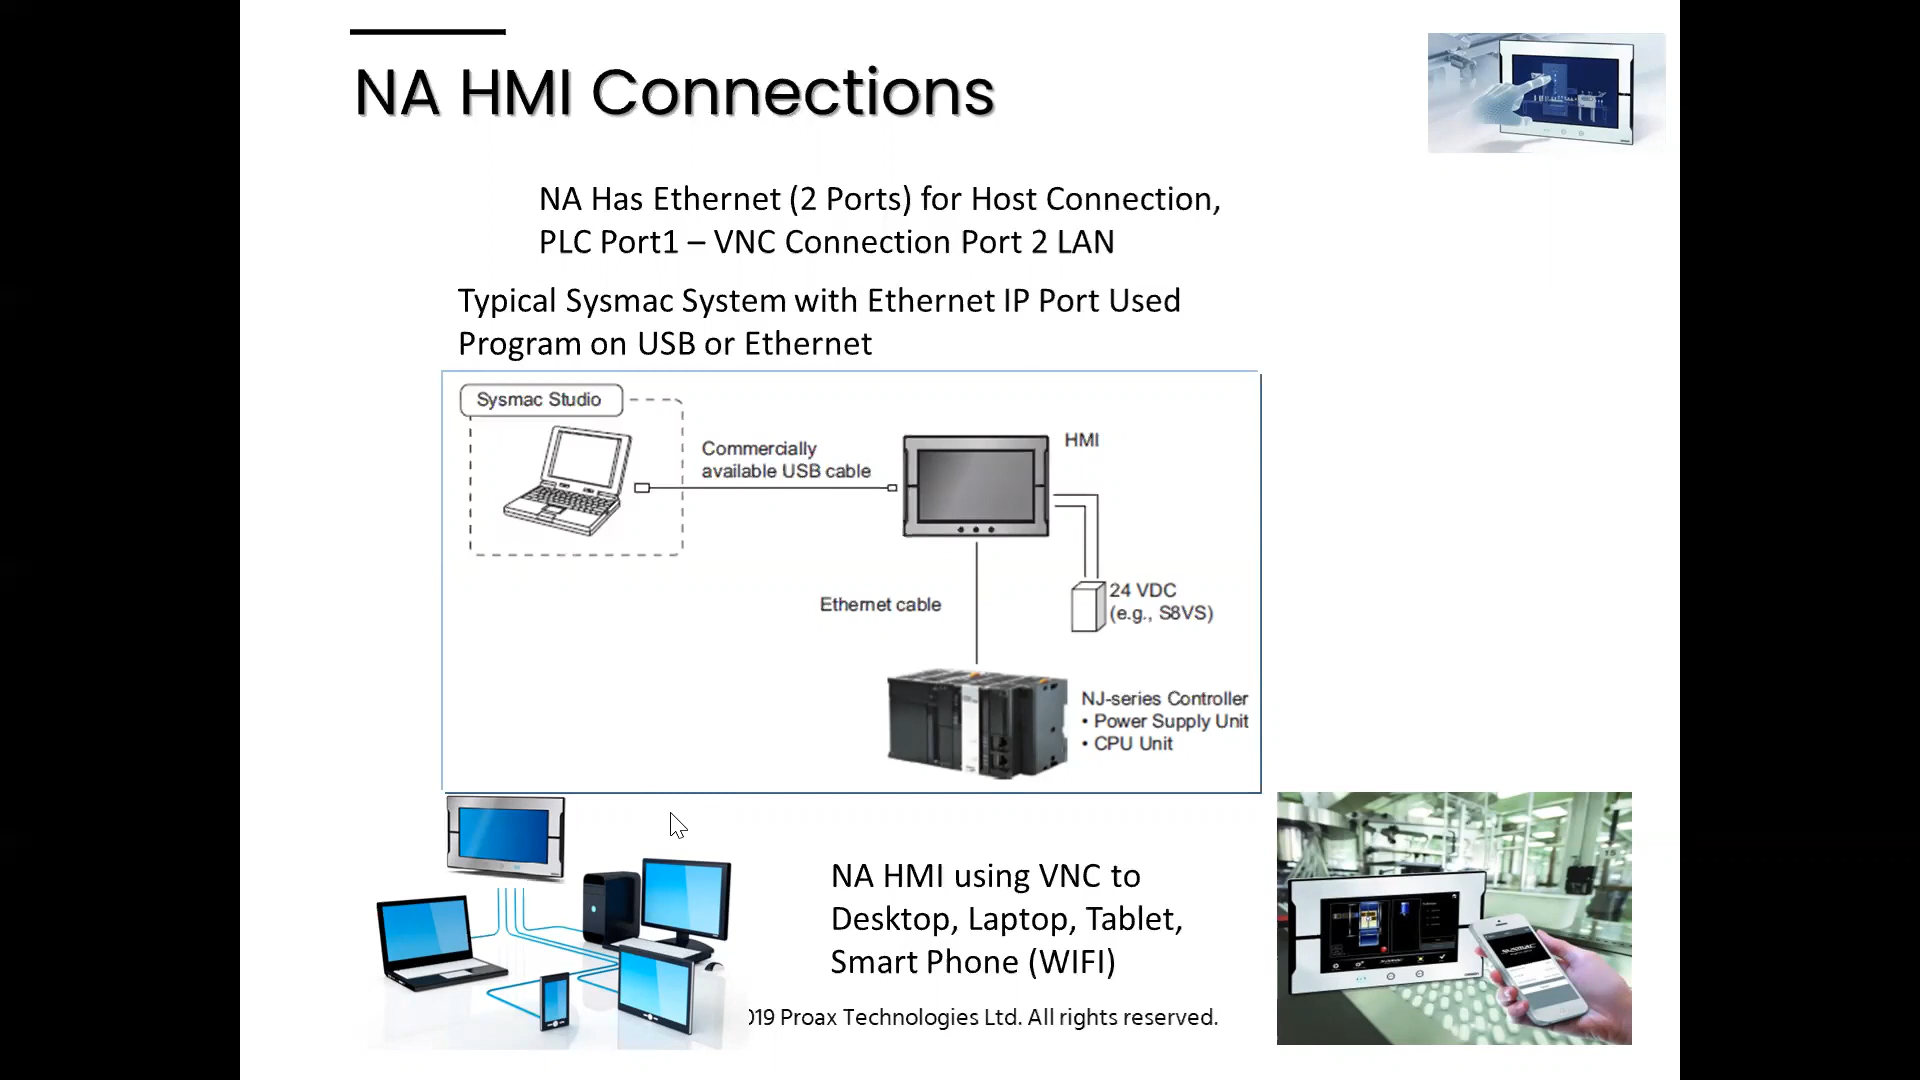 NA HMI Connections
NA Has Ethernet (2 Ports) for Host Connection,
PLC Port1 – VNC Connection Port 2 LAN
Typical Sysmac System with Ethernet IP Port Used
Program on USB or Ethernet
Sysmac Studio
Commercially
available USB cable
HMI
Ethernet cable
24 VDC
(e.g., S8VS)
NJ-series Controller
• Power Supply Unit
• CPU Unit
NA HMI using VNC to
Desktop, Laptop, Tablet,
Smart Phone (WIFI)
019 Proax Technologies Ltd. All rights reserved.